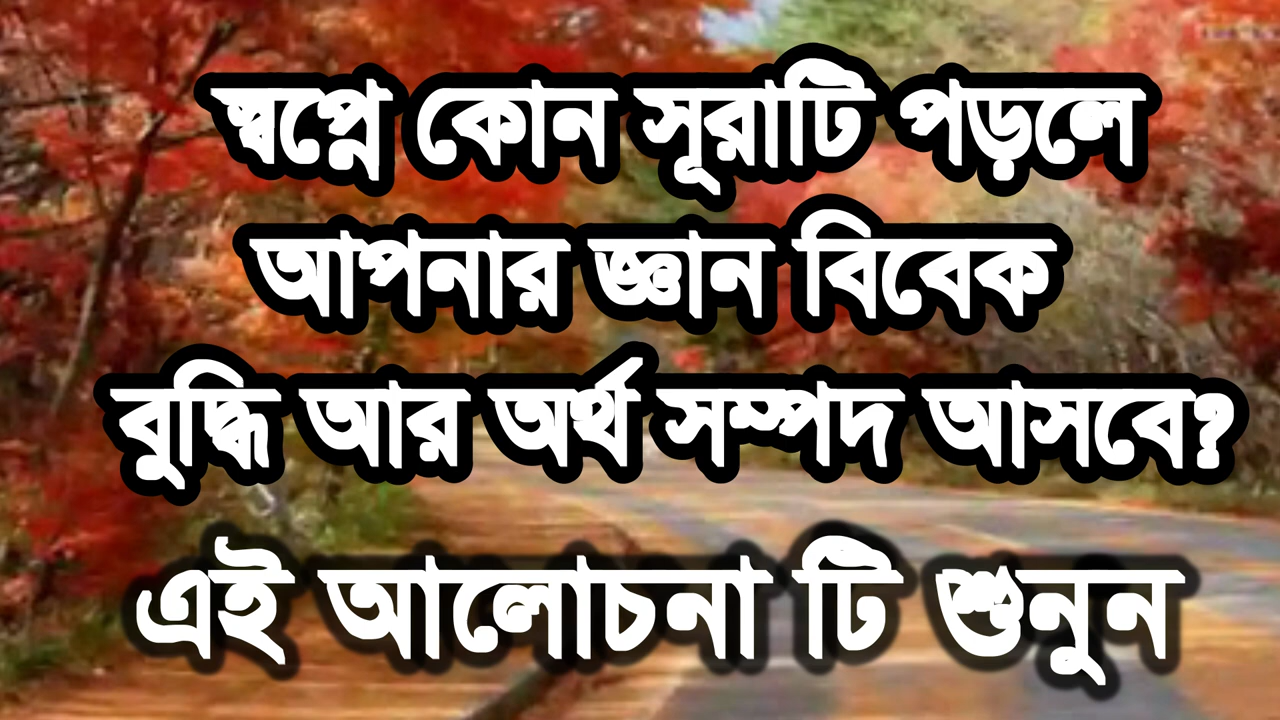 স্বপ্নে কোন সূরাটি পড়লে
আপনার জ্ঞান বিবেক
বুদ্ধি আর অর্থ সম্পদ আসবে?
এই আলোচনা টি শুনুন